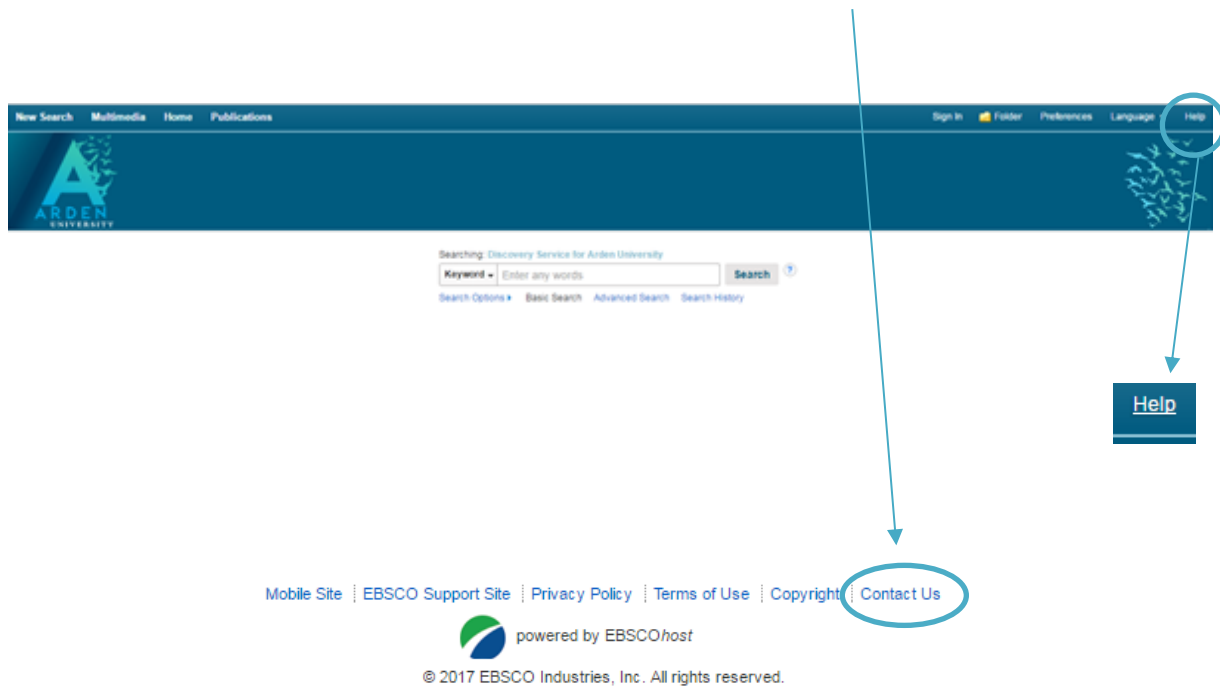 New Search Multimedia Home Publications Sign In Folder Preferences Language Help
ARDEN
UNIVERSITY
Searching: Discovery Service for Arden University
Keyword Enter any words Search ?
Search Options Basic Search Advanced Search Search History
Help
Mobile Site EBSCO Support Site Privacy Policy Terms of Use Copyright Contact Us
powered by EBSCOhost
© 2017 EBSCO Industries, Inc. All rights reserved.